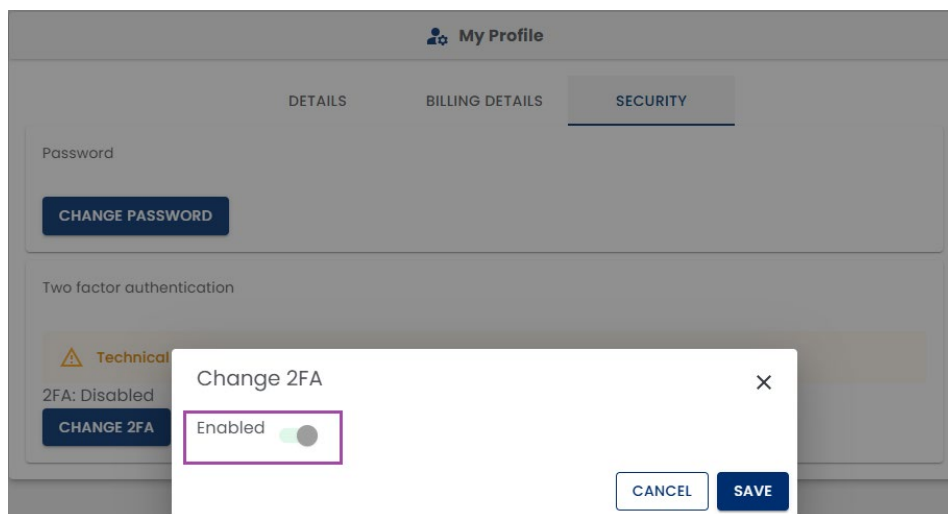 My Profile
DETAILS
BILLING DETAILS
SECURITY
Password
CHANGE PASSWORD
Two factor authentication
Technical
2FA: Disabled
CHANGE 2FA
Change 2FA
Enabled
CANCEL
SAVE